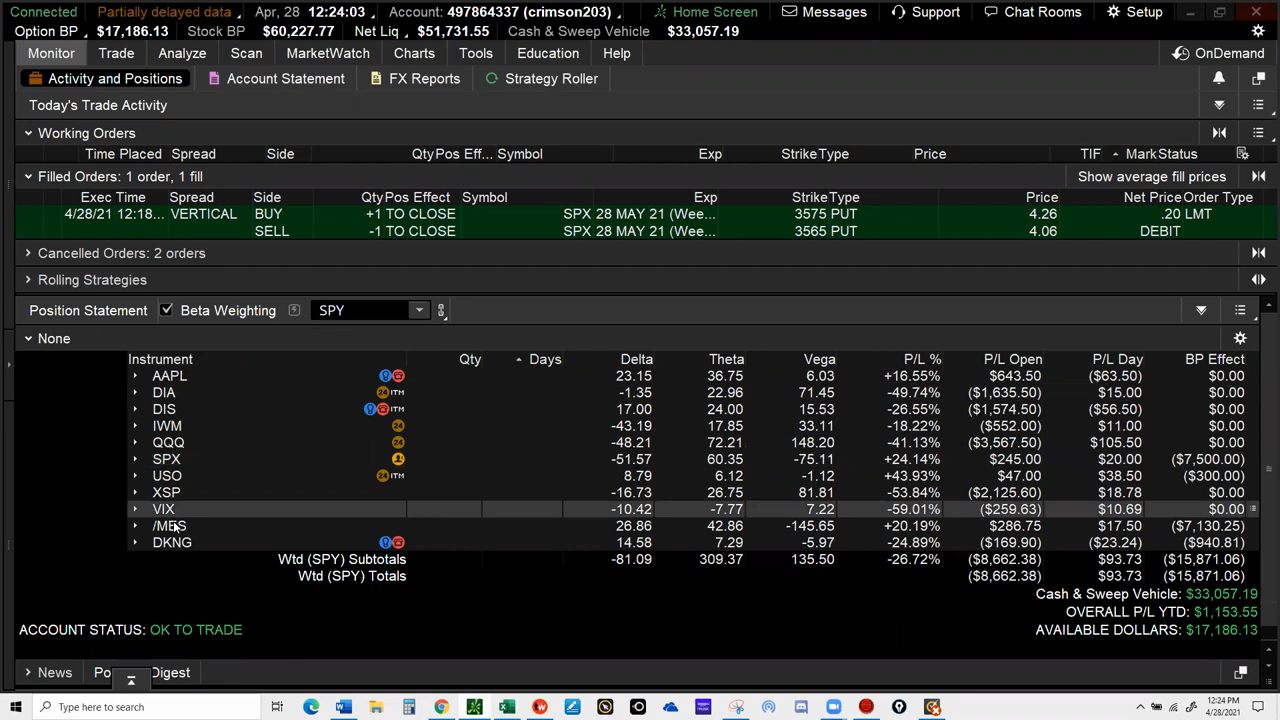 Connected Partially delayed data Apr, 28 12:24:03 Account: 497864337 (crimson203) Home Screen Messages Support Chat Rooms Setup
Option BP $17,186.13 Stock BP $60,227.77 Net Liq $51,731.55 Cash & Sweep Vehicle $33,057.19
Monitor Trade Analyze Scan MarketWatch Charts Tools Education Help OnDemand
Activity and Positions Account Statement FX Reports Strategy Roller
Today's Trade Activity
Working Orders
Time Placed Spread Side Qty Pos Eff... Symbol Exp Strike Type Price TIF Mark Status
Filled Orders: 1 order, 1 fill Show average fill prices
Exec Time Spread Side Qty Pos Effect Symbol Exp Strike Type Price Net Price Order Type
4/28/21 12:18... VERTICAL BUY +1 TO CLOSE SPX 28 MAY 21 (Wee... 3575 PUT 4.26 .20 LMT
SELL -1 TO CLOSE SPX 28 MAY 21 (Wee... 3565 PUT 4.06 DEBIT
Cancelled Orders: 2 orders
Rolling Strategies
Position Statement Beta Weighting SPY
None
Instrument Qty Days Delta Theta Vega P/L % P/L Open P/L Day BP Effect
AAPL 23.15 36.75 6.03 +16.55% $643.50 ($63.50) $0.00
DIA 24 ITM -1.35 22.96 71.45 -49.74% ($1,635.50) $15.00 $0.00
DIS ITM 17.00 24.00 15.53 -26.55% ($1,574.50) ($56.50) $0.00
IWM 24 -43.19 17.85 33.11 -18.22% ($552.00) $11.00 $0.00
QQQ 24 -48.21 72.21 148.20 -41.13% ($3,567.50) $105.50 $0.00
SPX -51.57 60.35 -75.11 +24.14% $245.00 $20.00 ($7,500.00)
USO 24 ITM 8.79 6.12 -1.12 +43.93% $47.00 $38.50 ($300.00)
XSP -16.73 26.75 81.81 -53.84% ($2,125.60) $18.78 $0.00
VIX -10.42 -7.77 7.22 -59.01% ($259.63) $10.69 $0.00
/MES 26.86 42.86 -145.65 +20.19% $286.75 $17.50 ($7,130.25)
DKNG 14.58 7.29 -5.97 -24.89% ($169.90) ($23.24) ($940.81)
Wtd (SPY) Subtotals -81.09 309.37 135.50 -26.72% ($8,662.38) $93.73 ($15,871.06)
Wtd (SPY) Totals ($8,662.38) $93.73 ($15,871.06)
Cash & Sweep Vehicle: $33,057.19
OVERALL P/L YTD: $1,153.55
ACCOUNT STATUS: OK TO TRADE AVAILABLE DOLLARS: $17,186.13
News Po Digest
Type here to search 12:24 PM
4/28/2021